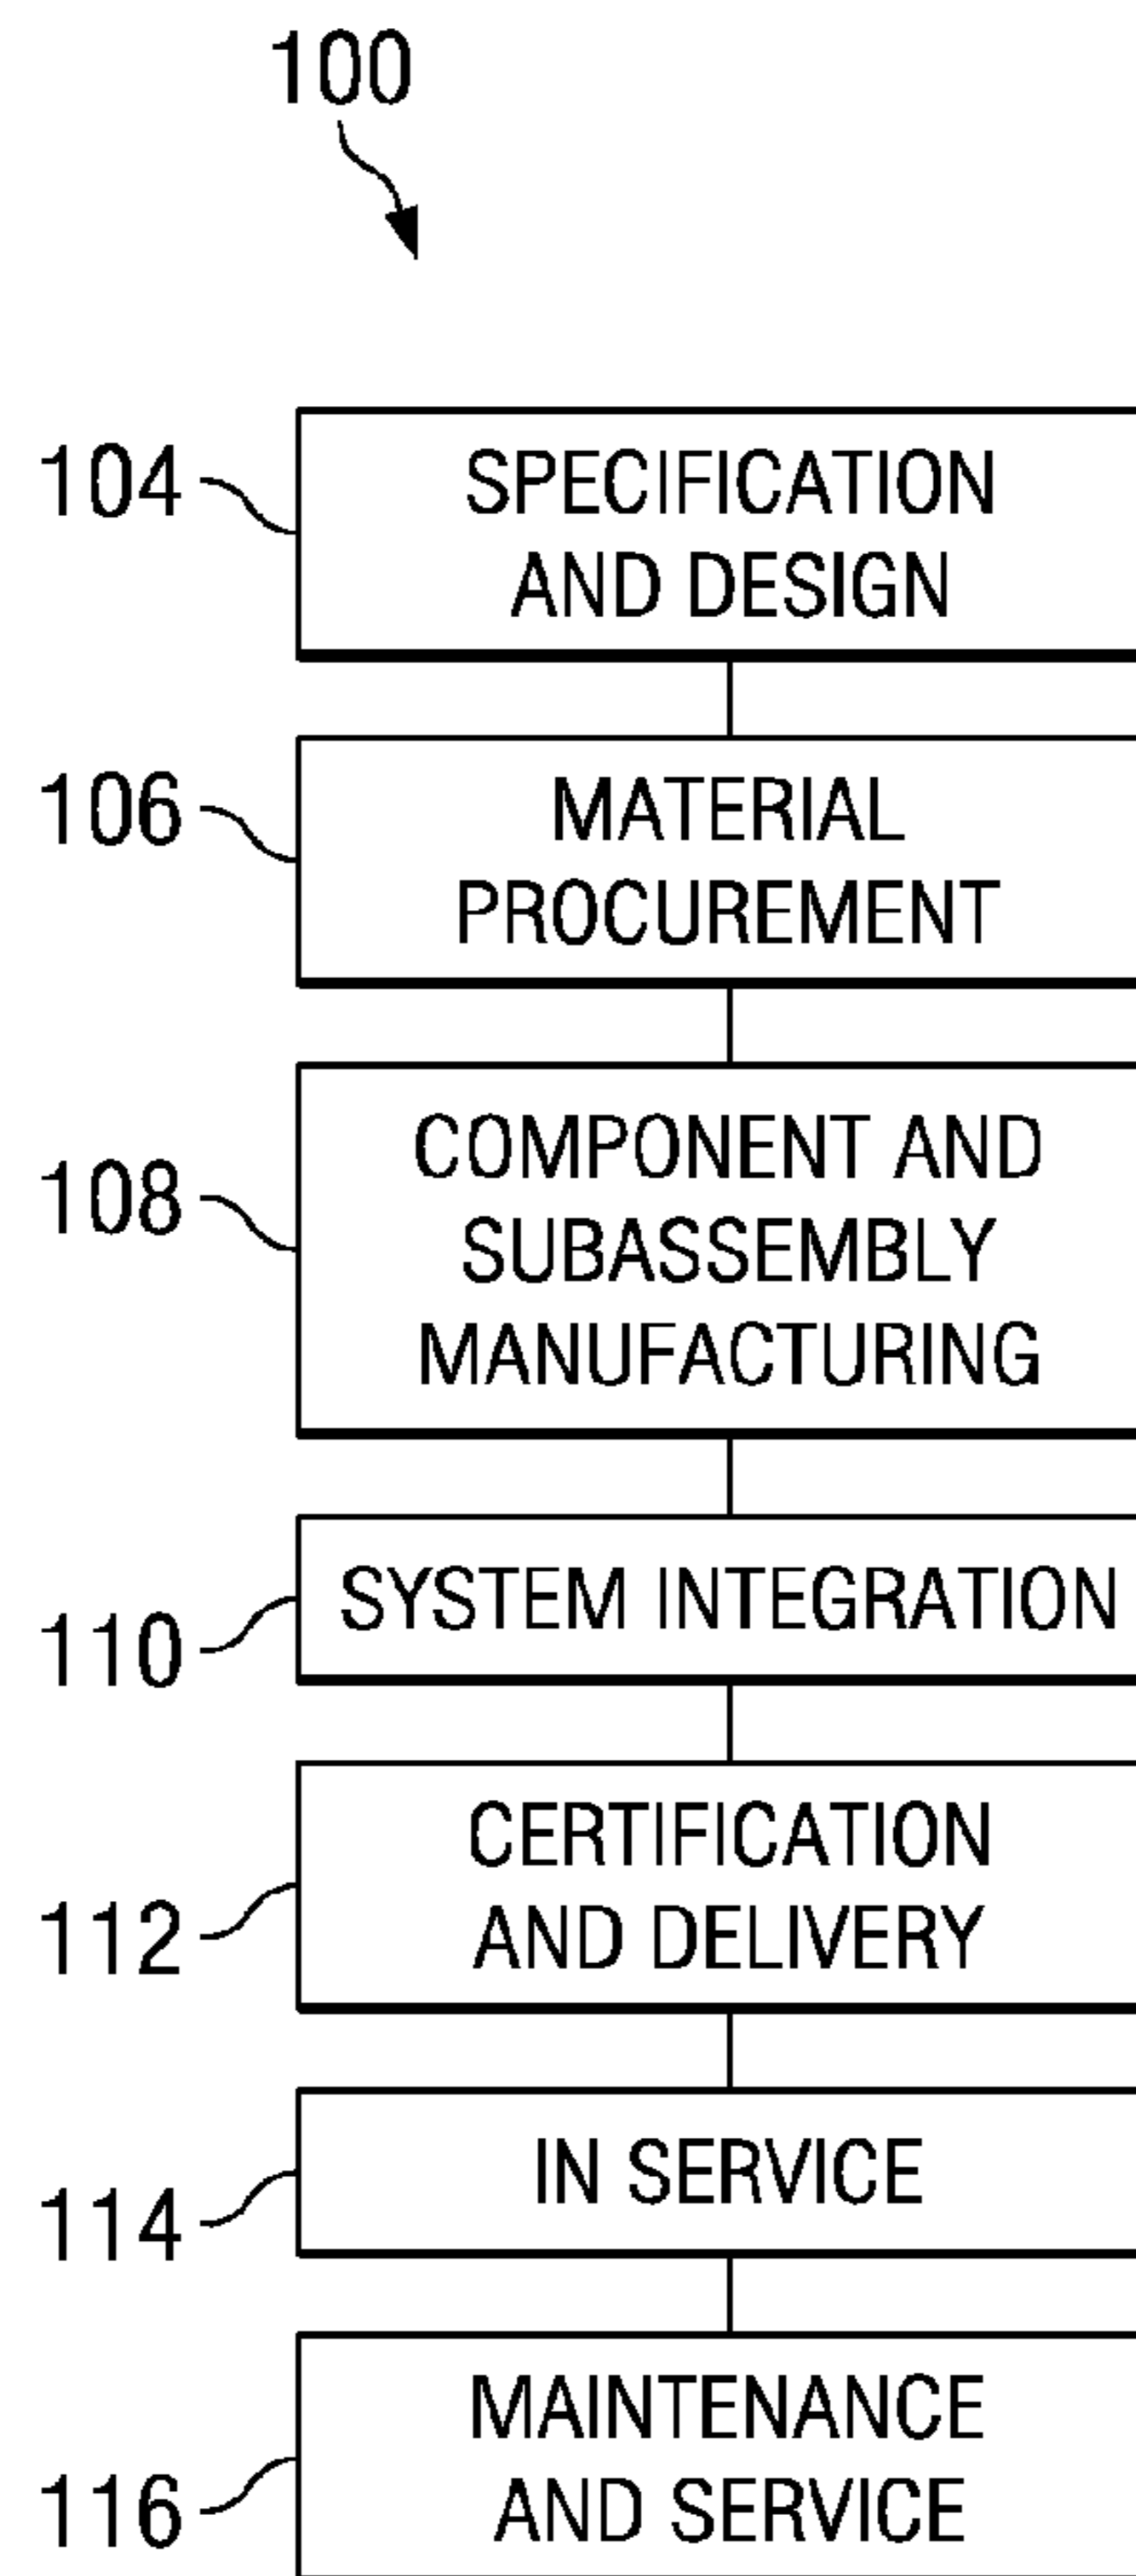 100
104
SPECIFICATION
AND DESIGN
106
MATERIAL
PROCUREMENT
108
COMPONENT AND
SUBASSEMBLY
MANUFACTURING
110
SYSTEM INTEGRATION
112
CERTIFICATION
AND DELIVERY
114
IN SERVICE
116
MAINTENANCE
AND SERVICE